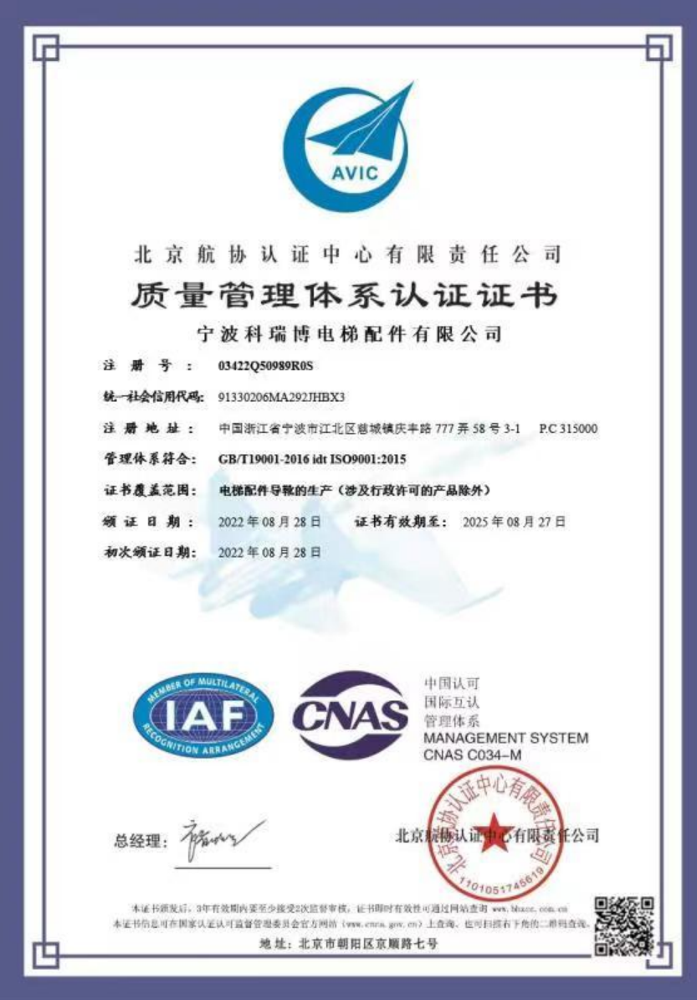 AVIC
北京航协认证中心有限责任公司
质量管理体系认证证书
宁波科瑞博电梯配件有限公司
注册号： 03422Q50989R0S
统一社会信用代码： 91330206MA292JHBX3
注册地址： 中国浙江省宁波市江北区慈城镇庆丰路 777 弄 58 号 3-1 P.C 315000
管理体系符合： GB/T19001-2016 idt ISO9001:2015
证书覆盖范围： 电梯配件导靴的生产（涉及行政许可的产品除外）
颁证日期： 2022 年 08 月 28 日 证书有效期至： 2025 年 08 月 27 日
初次颁证日期： 2022 年 08 月 28 日
MEMBER OF MULTILATERAL
IAF
RECOGNITION ARRANGEMENT
CNAS
中国认可
国际互认
管理体系
MANAGEMENT SYSTEM
CNAS C034-M
总经理：
北京航协认证中心有限责任公司
北京航协认证中心有限责任公司
1101051745619
本证书颁发后，3年有效期内要至少接受2次监督审核，证书即时有效性可通过网站查询 www.bhacc.com.cn
本证书信息可在国家认证认可监督管理委员会官方网站（www.cnca.gov.cn）上查询、也可扫描右下角的二维码查询。
地址：北京市朝阳区京顺路七号